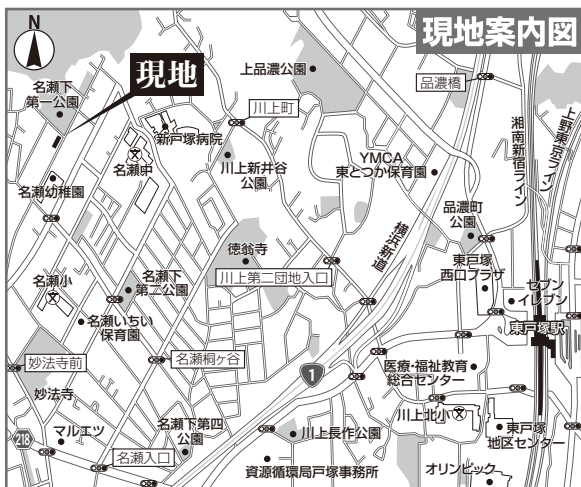 N
現地案内図
現地
名瀬下
第一公園
上品濃公園
品濃橋
川上町
新戸塚病院
名瀬中
川上新井谷
公園
YMCA
東とつか保育園
湘南新宿ライン
上野東京ライン
名瀬幼稚園
品濃町
公園
横浜新道
徳翁寺
東戸塚
西口プラザ
川上第二団地入口
セブン
イレブン
名瀬小
名瀬下
第二公園
名瀬いちい
保育園
東戸塚駅
妙法寺前
名瀬桐ヶ谷
1
医療・福祉教育
総合センター
妙法寺
川上北小
名瀬下第四
公園
218
マルエツ
川上長作公園
東戸塚
地区センター
名瀬入口
資源循環局戸塚事務所
オリンピック